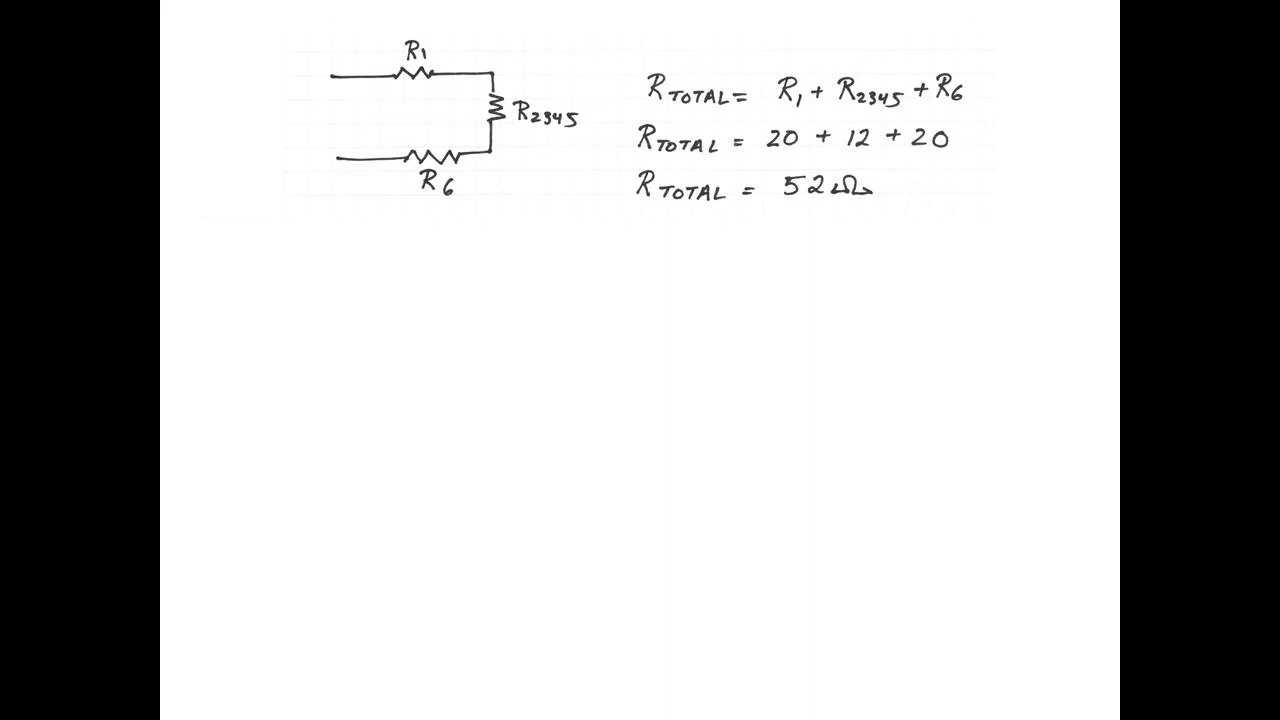 R1
R2345
R6
RTOTAL = R1 + R2345 + R6
RTOTAL = 20 + 12 + 20
RTOTAL = 52Ω